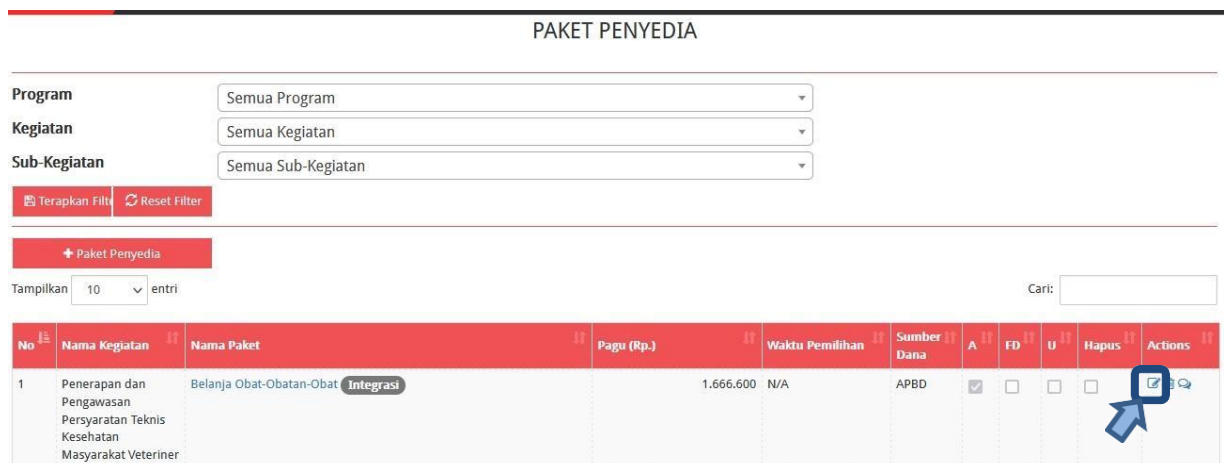 PAKET PENYEDIA
Program
Semua Program
Kegiatan
Semua Kegiatan
Sub-Kegiatan
Semua Sub-Kegiatan
Terapkan Filt Reset Filter
+ Paket Penyedia
Tampilkan 10 entri
Cari:
No Nama Kegiatan Nama Paket Pagu (Rp.) Waktu Pemilihan Sumber Dana A FD U Hapus Actions
1 Penerapan dan Belanja Obat-Obatan-Obat Integrasi 1.666.600 N/A APBD
Pengawasan
Persyaratan Teknis
Kesehatan
Masyarakat Veteriner